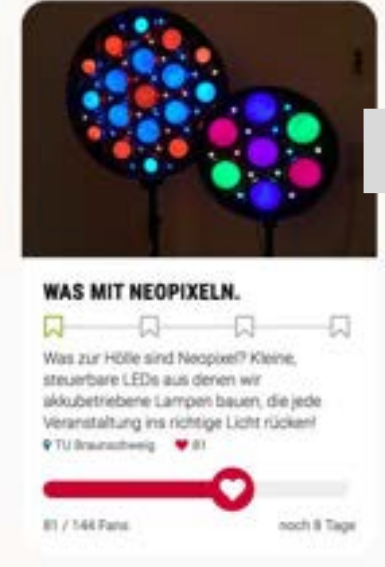 WAS MIT NEOPIXELN.
Was zur Hölle sind Neopixel? Kleine,
steuerbare LEDs aus denen wir
akkubetriebene Lampen bauen, die jede
Veranstaltung ins richtige Licht rücken!
TU Braunschweig 81
81 / 144 Fans noch 8 Tage